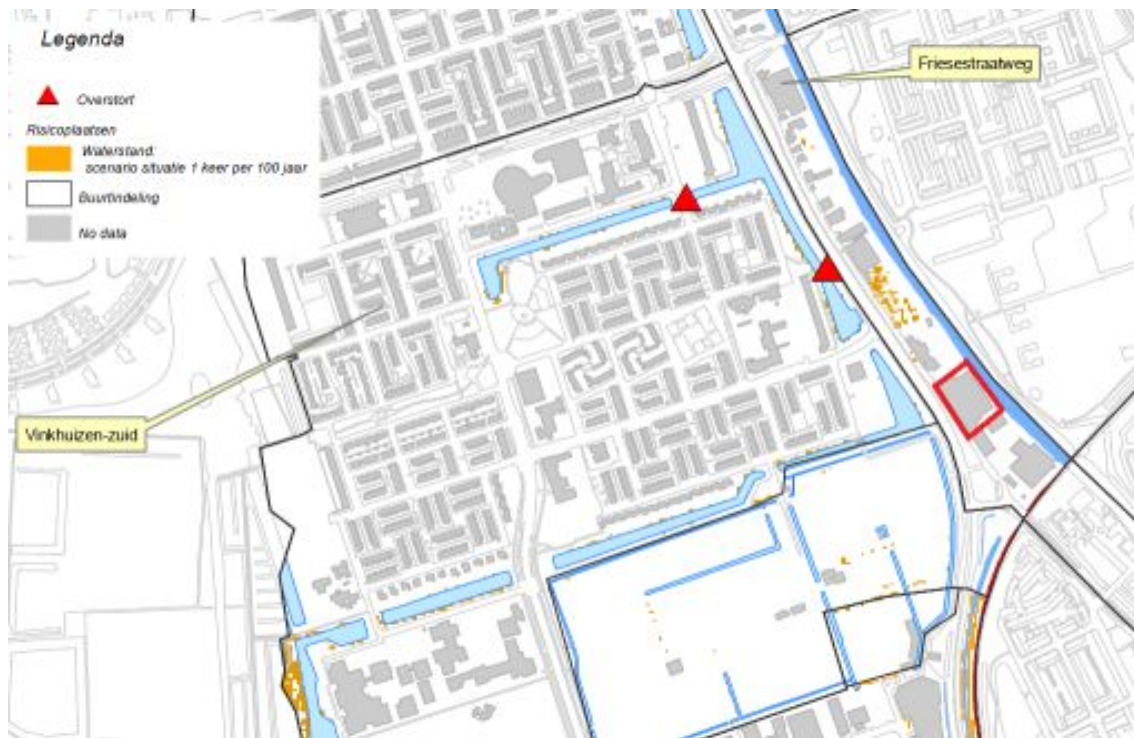 Legenda
Overstort
Risicoplaatsen
Waterstand:
scenario situatie 1 keer per 100 jaar
Buurtindeling
No data
Friesestraatweg
Vinkhuizen-zuid